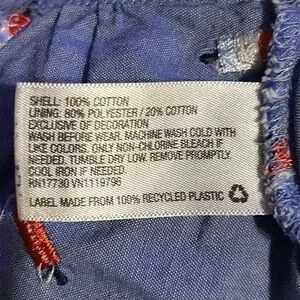 SHELL: 100% COTTON
LINING: 80% POLYESTER / 20% COTTON
EXCLUSIVE OF DECORATION
WASH BEFORE WEAR. MACHINE WASH COLD WITH
LIKE COLORS. ONLY NON-CHLORINE BLEACH IF
NEEDED. TUMBLE DRY LOW. REMOVE PROMPTLY.
COOL IRON IF NEEDED.
RN17730 VN1119796
LABEL MADE FROM 100% RECYCLED PLASTIC